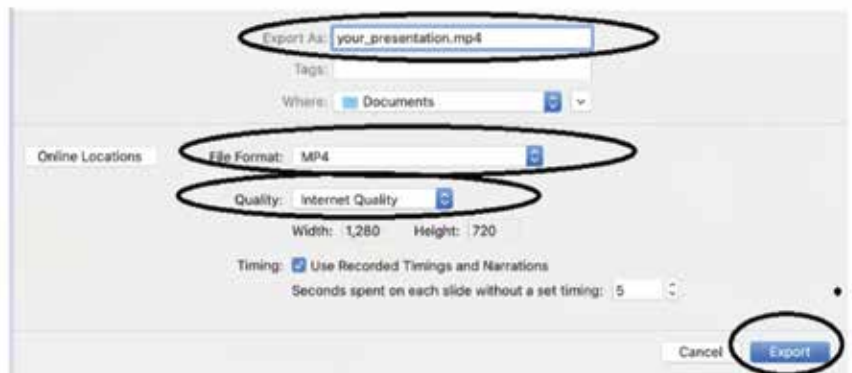 Export As: your_presentation.mp4
Tags:
Where: Documents
Online Locations File Format: MP4
Quality: Internet Quality
Width: 1,280 Height: 720
Timing: Use Recorded Timings and Narrations
Seconds spent on each slide without a set timing: 5
Cancel Export